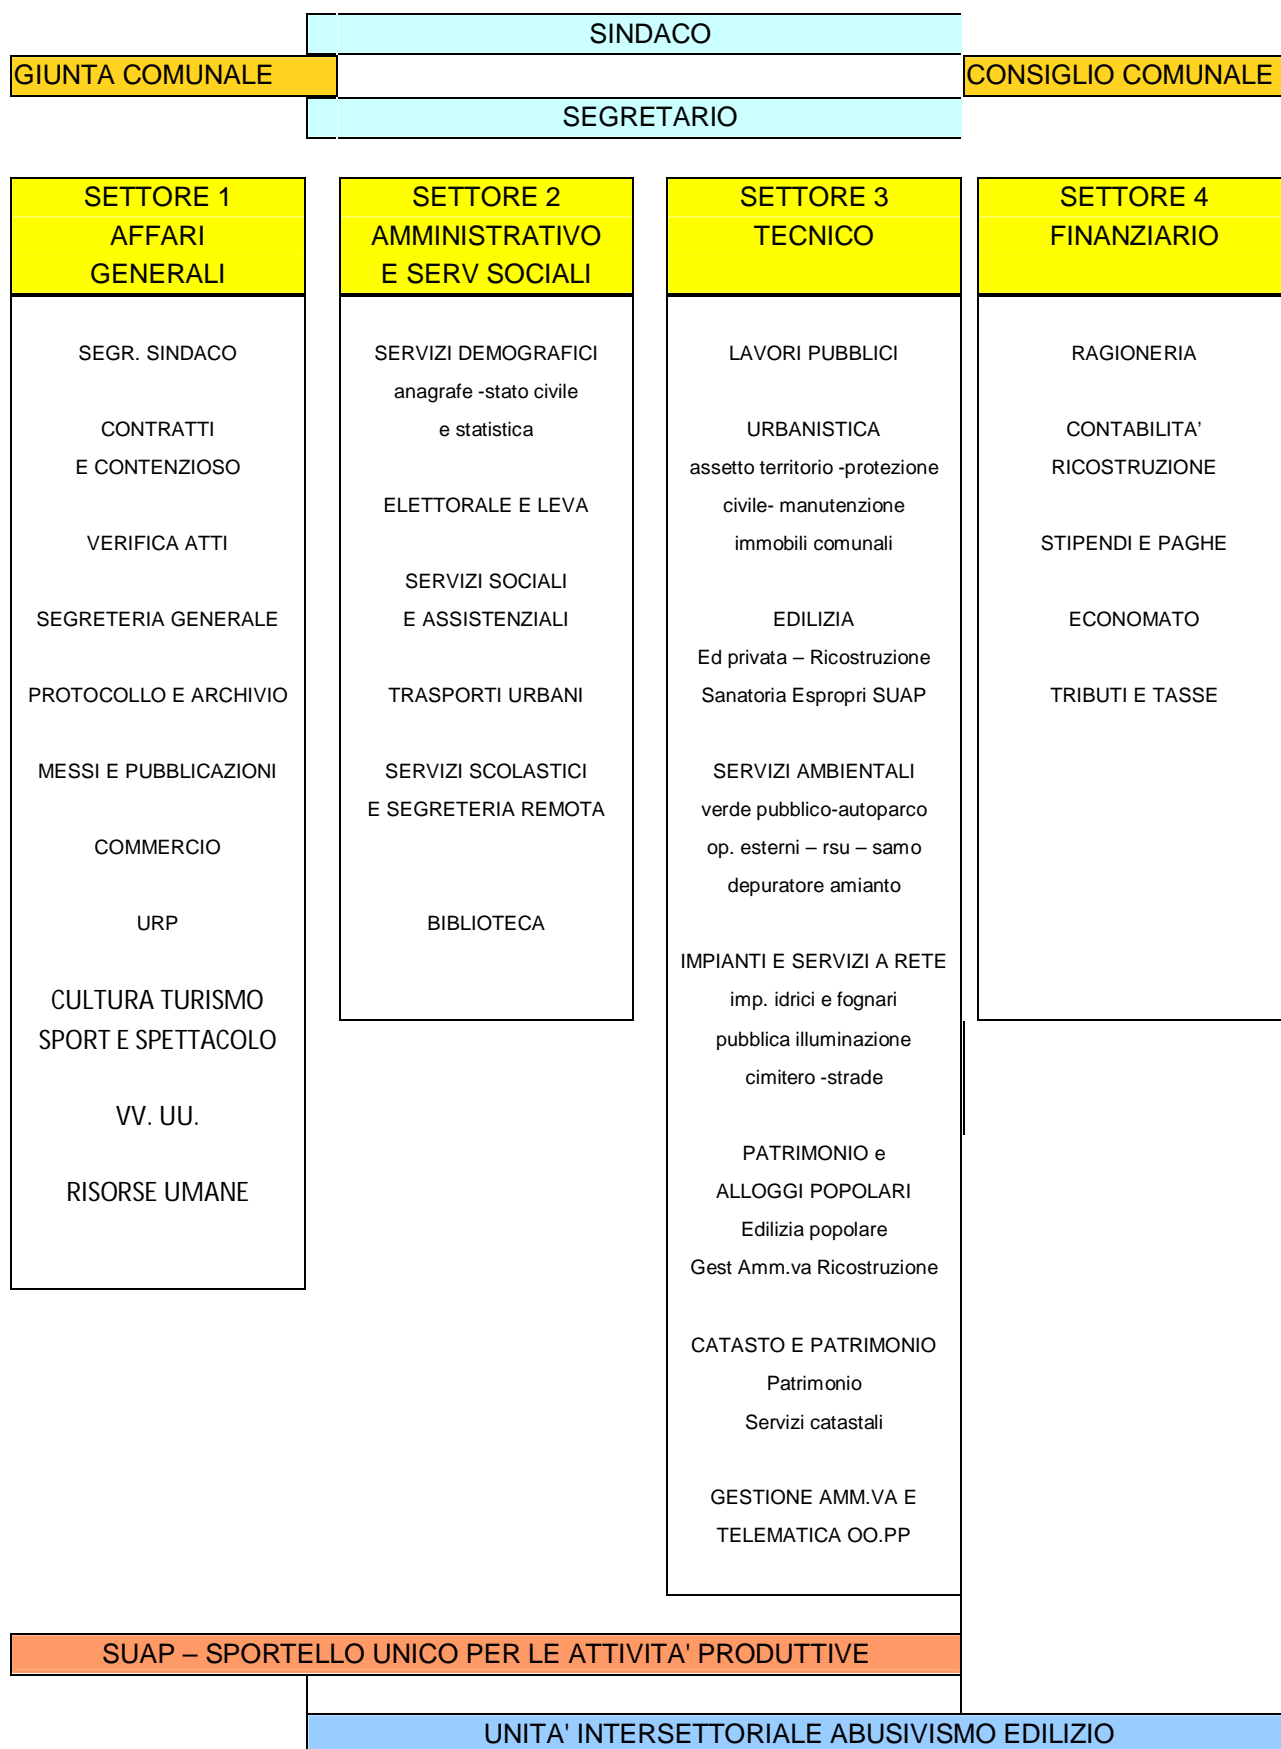 SINDACO
GIUNTA COMUNALE
CONSIGLIO COMUNALE
SEGRETARIO
SETTORE 1
AFFARI
GENERALI
SEGR. SINDACO
CONTRATTI
E CONTENZIOSO
VERIFICA ATTI
SEGRETERIA GENERALE
PROTOCOLLO E ARCHIVIO
MESSI E PUBBLICAZIONI
COMMERCIO
URP
CULTURA TURISMO
SPORT E SPETTACOLO
VV. UU.
RISORSE UMANE
SETTORE 2
AMMINISTRATIVO
E SERV SOCIALI
SERVIZI DEMOGRAFICI
anagrafe -stato civile
e statistica
ELETTORALE E LEVA
SERVIZI SOCIALI
E ASSISTENZIALI
TRASPORTI URBANI
SERVIZI SCOLASTICI
E SEGRETERIA REMOTA
BIBLIOTECA
SETTORE 3
TECNICO
LAVORI PUBBLICI
URBANISTICA
assetto territorio -protezione
civile- manutenzione
immobili comunali
EDILIZIA
Ed privata – Ricostruzione
Sanatoria Espropri SUAP
SERVIZI AMBIENTALI
verde pubblico-autoparco
op. esterni – rsu – samo
depuratore amianto
IMPIANTI E SERVIZI A RETE
imp. idrici e fognari
pubblica illuminazione
cimitero -strade
PATRIMONIO e
ALLOGGI POPOLARI
Edilizia popolare
Gest Amm.va Ricostruzione
CATASTO E PATRIMONIO
Patrimonio
Servizi catastali
GESTIONE AMM.VA E
TELEMATICA OO.PP
SETTORE 4
FINANZIARIO
RAGIONERIA
CONTABILITA’
RICOSTRUZIONE
STIPENDI E PAGHE
ECONOMATO
TRIBUTI E TASSE
SUAP – SPORTELLO UNICO PER LE ATTIVITA' PRODUTTIVE
UNITA' INTERSETTORIALE ABUSIVISMO EDILIZIO